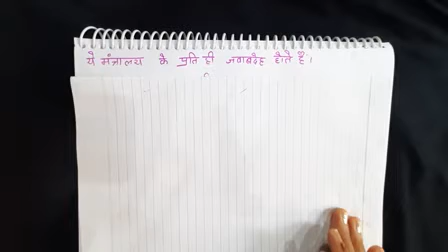 ये मंत्रालय के प्रति ही जवाबदेह होते है।